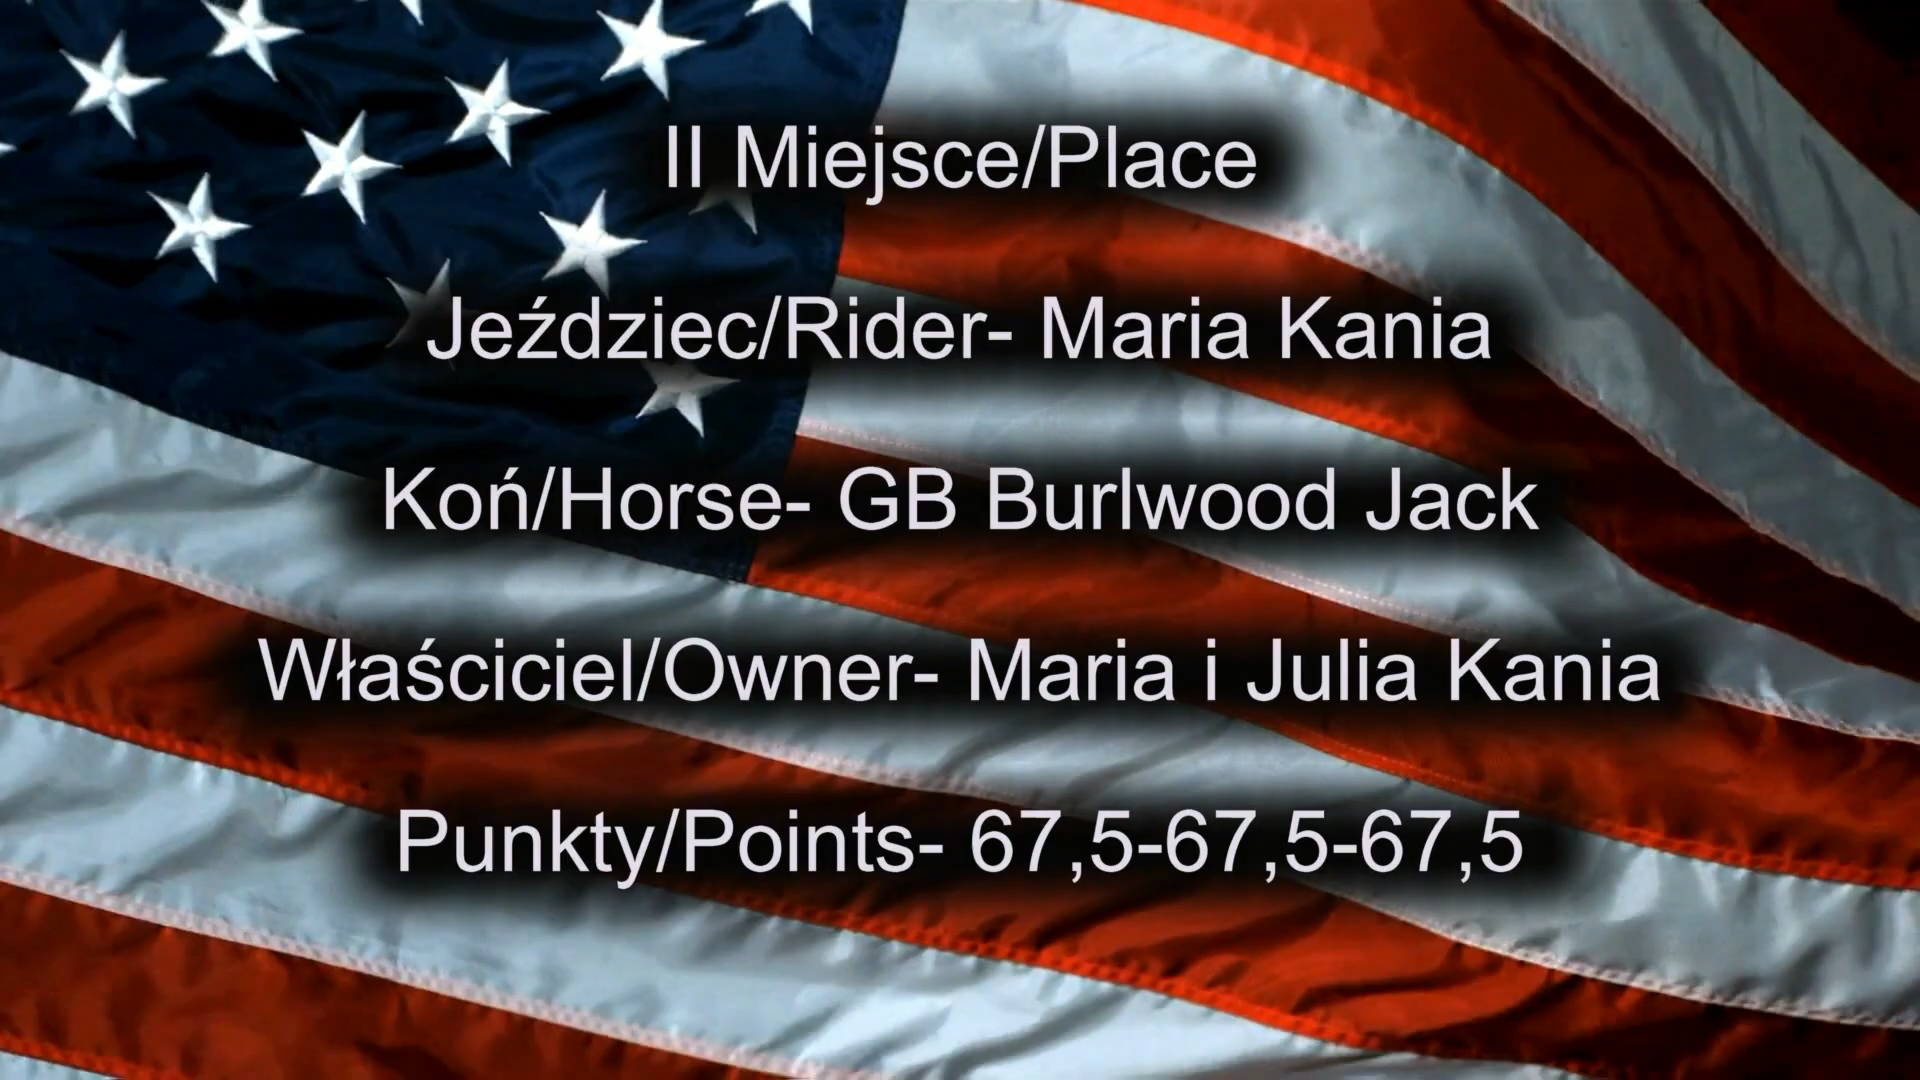 II Miejsce/Place
Jeździec/Rider- Maria Kania
Koń/Horse- GB Burlwood Jack
Właściciel/Owner- Maria i Julia Kania
Punkty/Points- 67,5-67,5-67,5